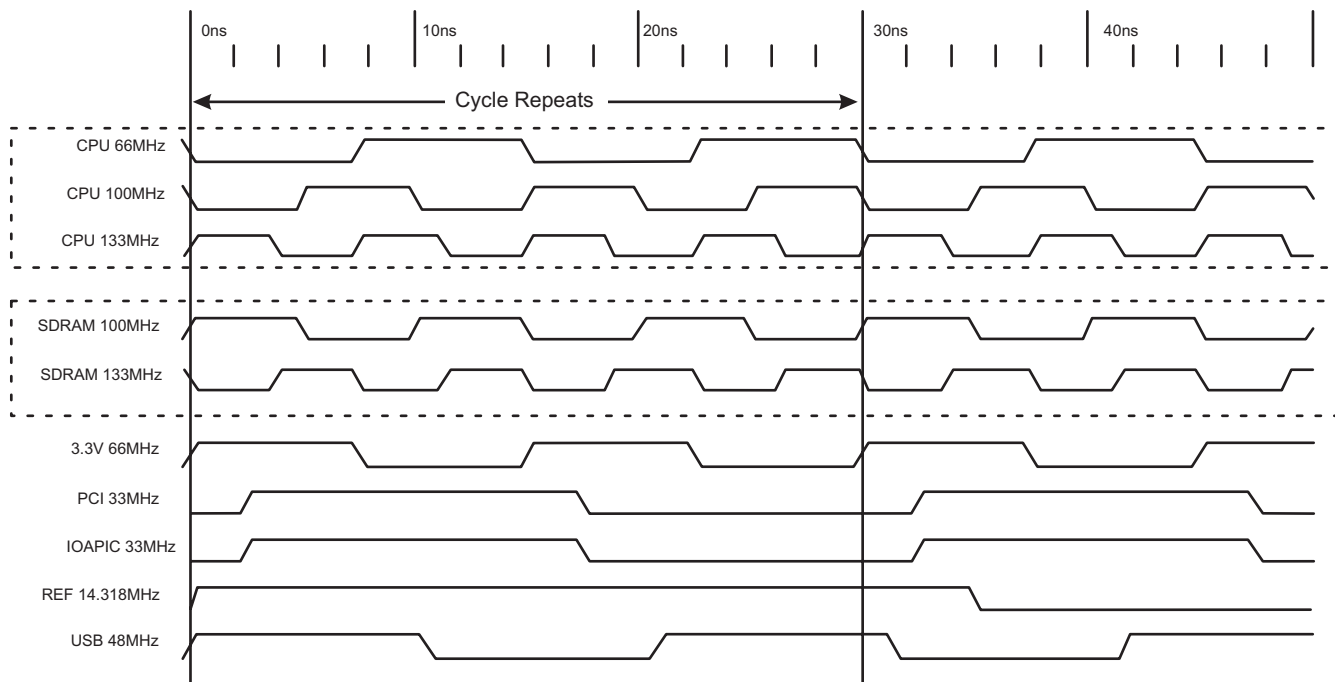 0ns 10ns 20ns 30ns 40ns
Cycle Repeats
CPU 66MHz
CPU 100MHz
CPU 133MHz
SDRAM 100MHz
SDRAM 133MHz
3.3V 66MHz
PCI 33MHz
IOAPIC 33MHz
REF 14.318MHz
USB 48MHz